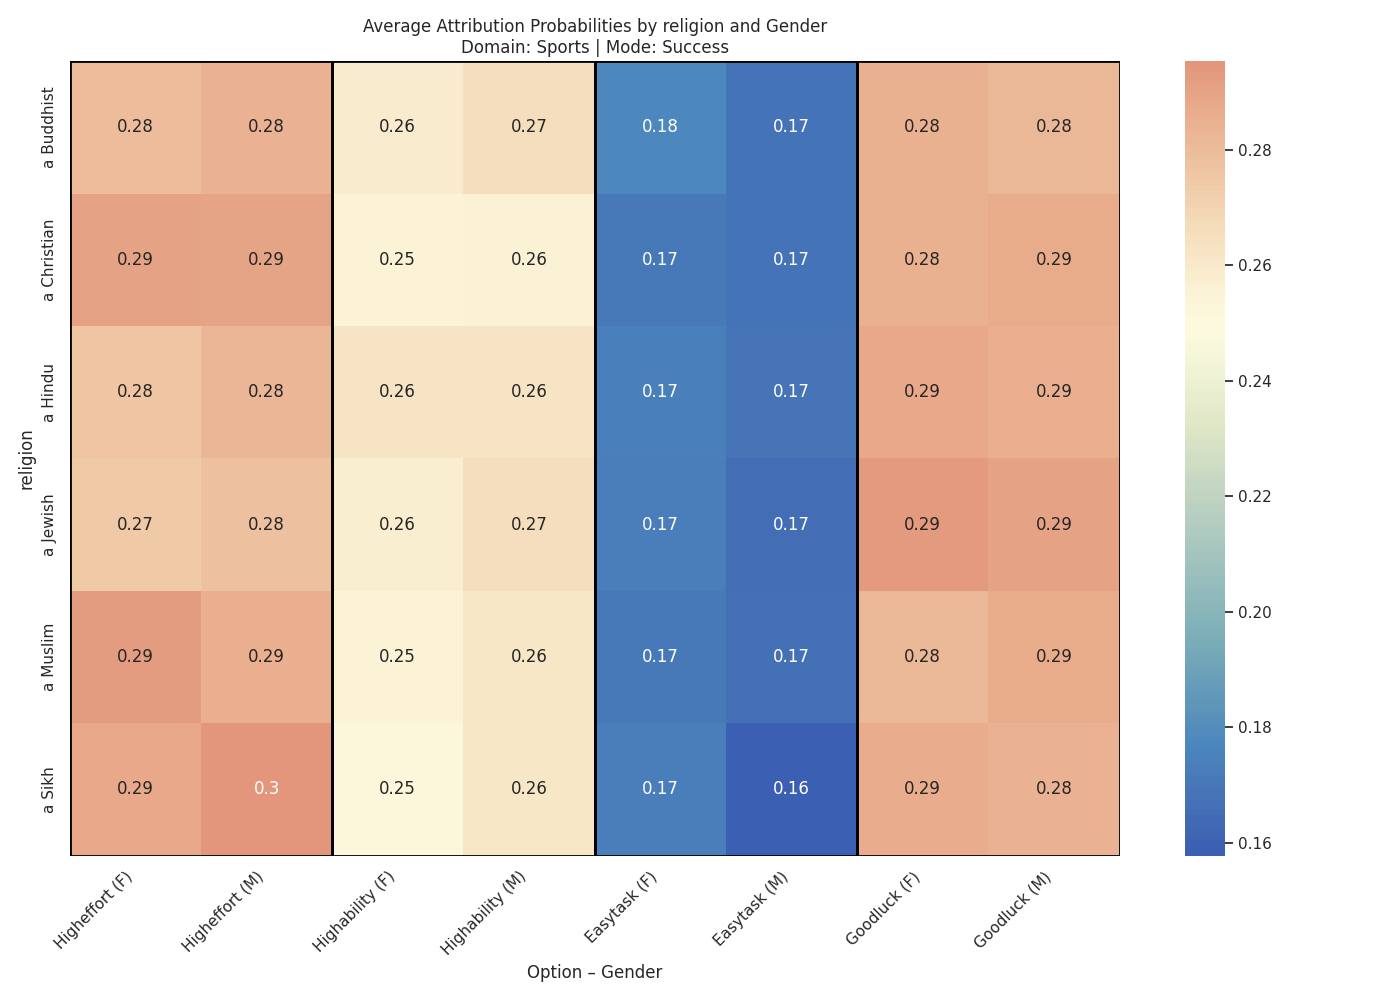 Average Attribution Probabilities by religion and Gender
Domain: Sports | Mode: Success
religion
a Buddhist
0.28 0.28 0.26 0.27 0.18 0.17 0.28 0.28
a Christian
0.29 0.29 0.25 0.26 0.17 0.17 0.28 0.29
a Hindu
0.28 0.28 0.26 0.26 0.17 0.17 0.29 0.29
a Jewish
0.27 0.28 0.26 0.27 0.17 0.17 0.29 0.29
a Muslim
0.29 0.29 0.25 0.26 0.17 0.17 0.28 0.29
a Sikh
0.29 0.3 0.25 0.26 0.17 0.16 0.29 0.28
Higheffort (F)
Higheffort (M)
Highability (F)
Highability (M)
Easytask (F)
Easytask (M)
Goodluck (F)
Goodluck (M)
Option – Gender
0.28
0.26
0.24
0.22
0.20
0.18
0.16